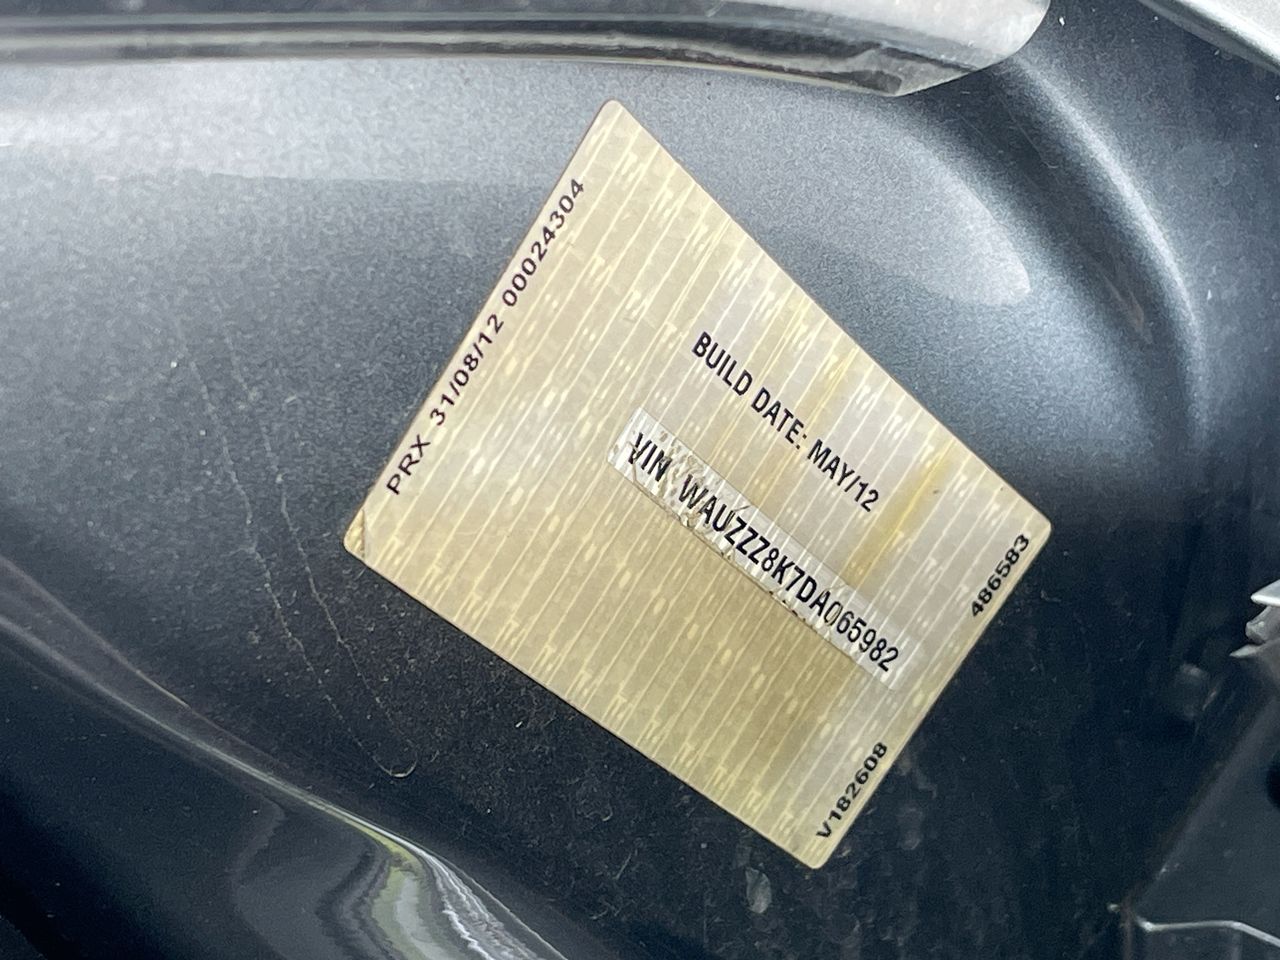 PRX 31/08/12 00024304
BUILD DATE: MAY/12
VIN WAUZZZ8K7DA065982
486583
V182608